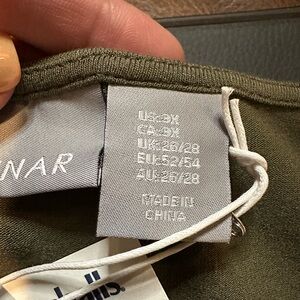 NAR
US:3X
CA:3X
UK:26/28
EU:52/54
AU:26/28
MADE IN
CHINA